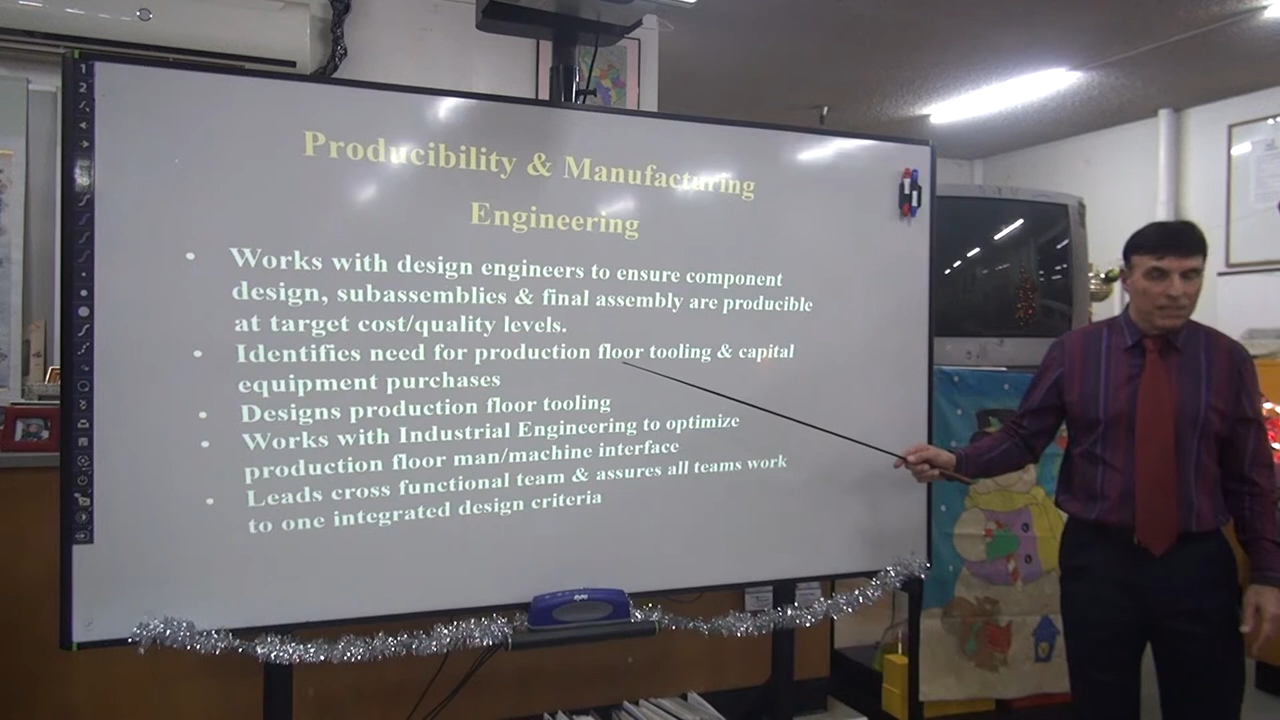 Producibility & Manufacturing
Engineering
• Works with design engineers to ensure component
design, subassemblies & final assembly are producible
at target cost/quality levels.
• Identifies need for production floor tooling & capital
equipment purchases
• Designs production floor tooling
• Works with Industrial Engineering to optimize
production floor man/machine interface
• Leads cross functional team & assures all teams work
to one integrated design criteria
1
2